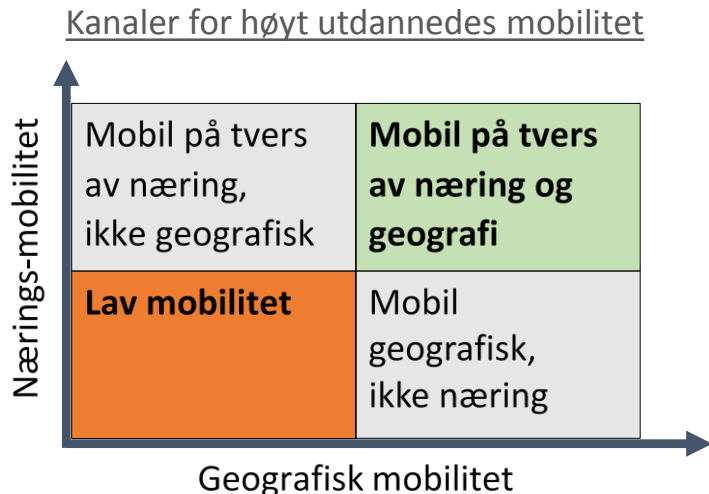 Kanaler for høyt utdannedes mobilitet
Nærings-mobilitet
Mobil på tvers
av næring,
ikke geografisk
Mobil på tvers
av næring og
geografi
Lav mobilitet
Mobil
geografisk,
ikke næring
Geografisk mobilitet